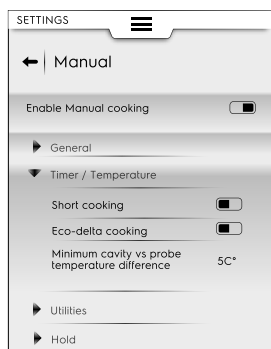 SETTINGS
Manual
Enable Manual cooking
General
Timer / Temperature
Short cooking
Eco-delta cooking
Minimum cavity vs probe
temperature difference
5C°
Utilities
Hold